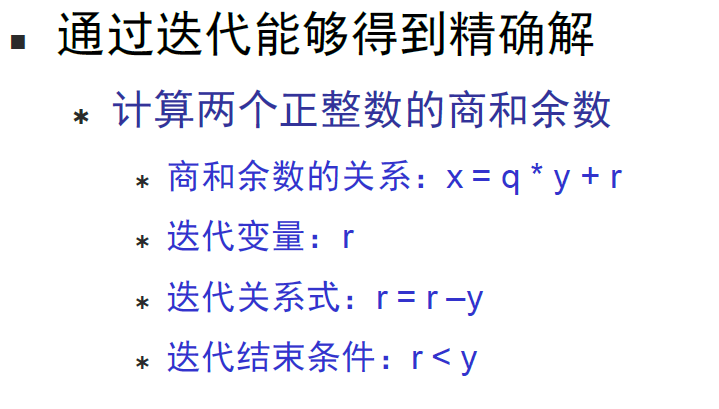 ■ 通过迭代能够得到精确解
* 计算两个正整数的商和余数
* 商和余数的关系：x = q * y + r
* 迭代变量：r
* 迭代关系式：r = r –y
* 迭代结束条件：r < y